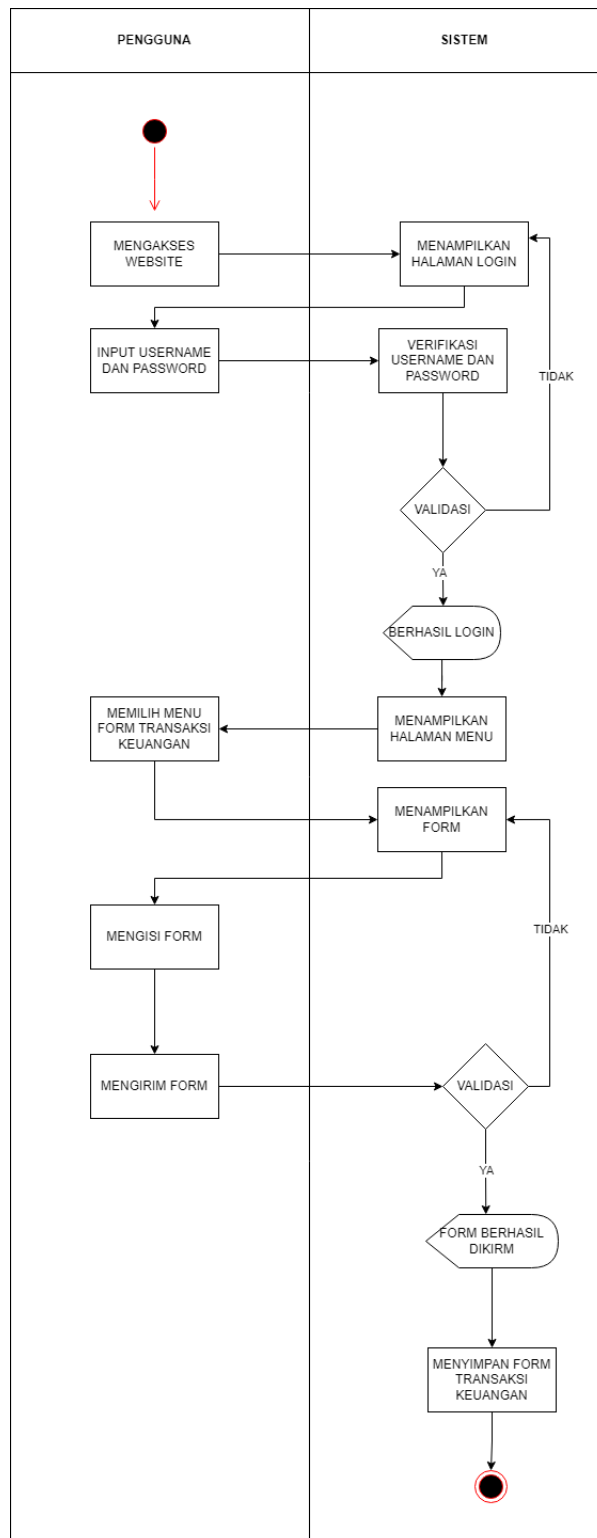 PENGGUNA
SISTEM
MENGAKSES
WEBSITE
MENAMPILKAN
HALAMAN LOGIN
INPUT USERNAME
DAN PASSWORD
VERIFIKASI
USERNAME DAN
PASSWORD
TIDAK
VALIDASI
YA
BERHASIL LOGIN
MEMILIH MENU
FORM TRANSAKSI
KEUANGAN
MENAMPILKAN
HALAMAN MENU
MENAMPILKAN
FORM
MENGISI FORM
TIDAK
MENGIRIM FORM
VALIDASI
YA
FORM BERHASIL
DIKIRM
MENYIMPAN FORM
TRANSAKSI
KEUANGAN